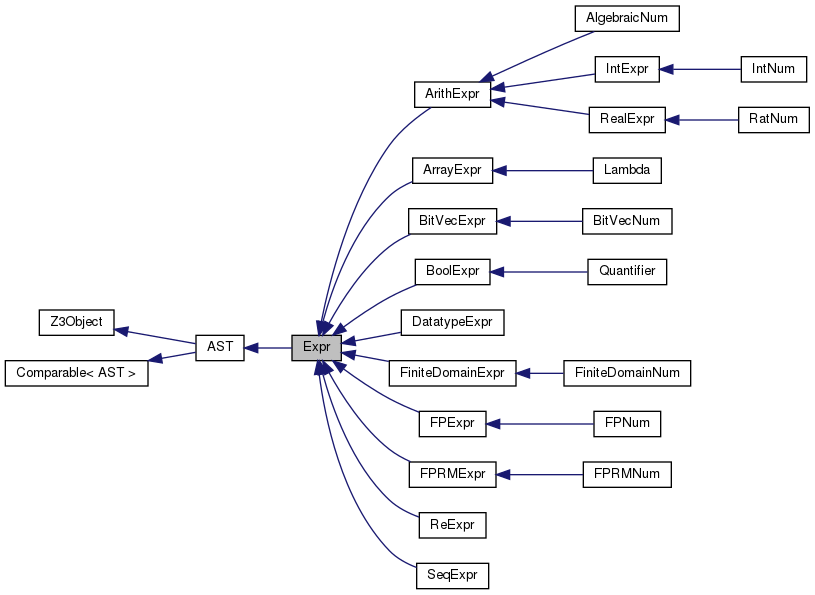 AlgebraicNum
IntExpr
IntNum
ArithExpr
RealExpr
RatNum
ArrayExpr
Lambda
BitVecExpr
BitVecNum
BoolExpr
Quantifier
Z3Object
DatatypeExpr
AST
Expr
Comparable< AST >
FiniteDomainExpr
FiniteDomainNum
FPExpr
FPNum
FPRMExpr
FPRMNum
ReExpr
SeqExpr